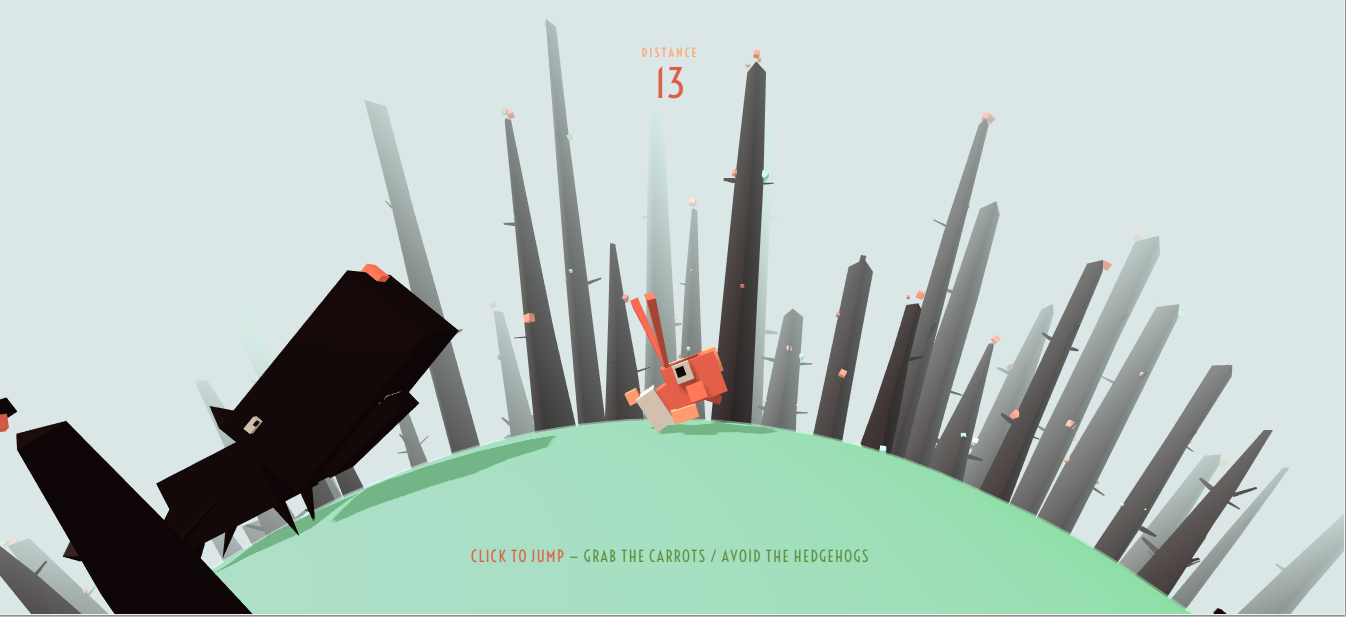 DISTANCE
13
CLICK TO JUMP — GRAB THE CARROTS / AVOID THE HEDGEHOGS